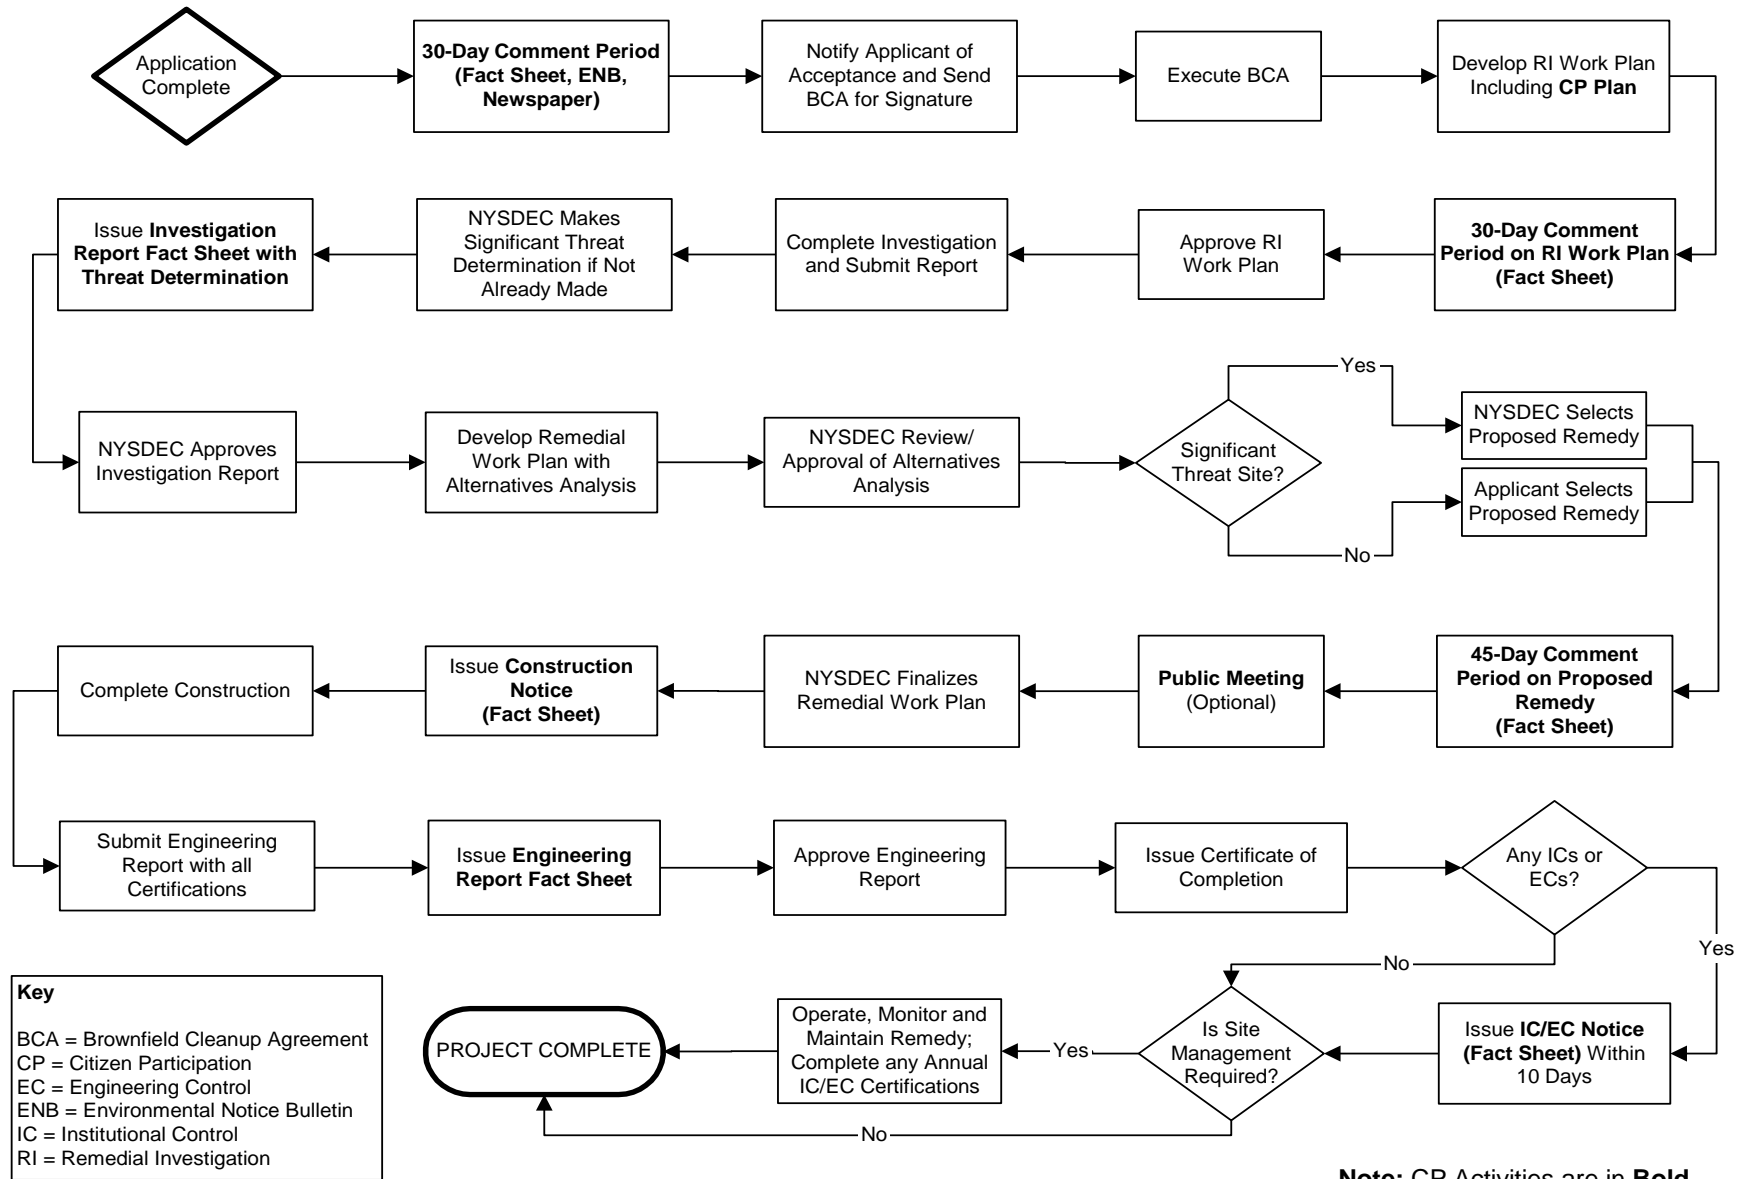 Application
Complete
30-Day Comment Period
(Fact Sheet, ENB,
Newspaper)
Notify Applicant of
Acceptance and Send
BCA for Signature
Execute BCA
Develop RI Work Plan
Including CP Plan
30-Day Comment
Period on RI Work Plan
(Fact Sheet)
Approve RI
Work Plan
Complete Investigation
and Submit Report
NYSDEC Makes
Significant Threat
Determination if Not
Already Made
Issue Investigation
Report Fact Sheet with
Threat Determination
NYSDEC Approves
Investigation Report
Develop Remedial
Work Plan with
Alternatives Analysis
NYSDEC Review/
Approval of Alternatives
Analysis
Significant
Threat Site?
Yes
No
NYSDEC Selects
Proposed Remedy
Applicant Selects
Proposed Remedy
45-Day Comment
Period on Proposed
Remedy
(Fact Sheet)
Public Meeting
(Optional)
NYSDEC Finalizes
Remedial Work Plan
Issue Construction
Notice
(Fact Sheet)
Complete Construction
Submit Engineering
Report with all
Certifications
Issue Engineering
Report Fact Sheet
Approve Engineering
Report
Issue Certificate of
Completion
Any ICs or
ECs?
Yes
No
Issue IC/EC Notice
(Fact Sheet) Within
10 Days
Is Site
Management
Required?
Yes
No
Operate, Monitor and
Maintain Remedy;
Complete any Annual
IC/EC Certifications
PROJECT COMPLETE
Key
BCA = Brownfield Cleanup Agreement
CP = Citizen Participation
EC = Engineering Control
ENB = Environmental Notice Bulletin
IC = Institutional Control
RI = Remedial Investigation
Note: CP Activities are in Bold